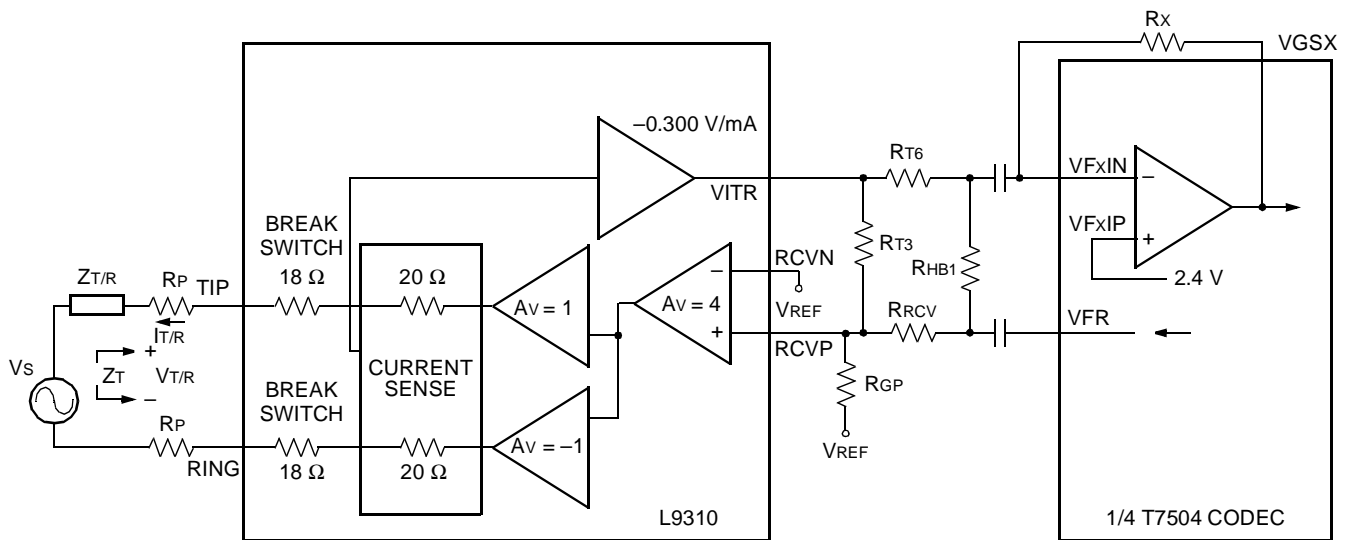 RX
VGSX
–0.300 V/mA
RT6
VFXIN
–
VITR
BREAK
SWITCH
18 Ω
20 Ω
RT3
RHB1
VFXIP
+
2.4 V
ZT/R
RP
TIP
AV = 1
AV = 4
–
+
RCVN
VREF
RCVP
RRCV
VFR
IT/R
VS
ZT
+
VT/R
–
CURRENT
SENSE
BREAK
SWITCH
RGP
VREF
RP
RING
18 Ω
20 Ω
AV = –1
L9310
1/4 T7504 CODEC